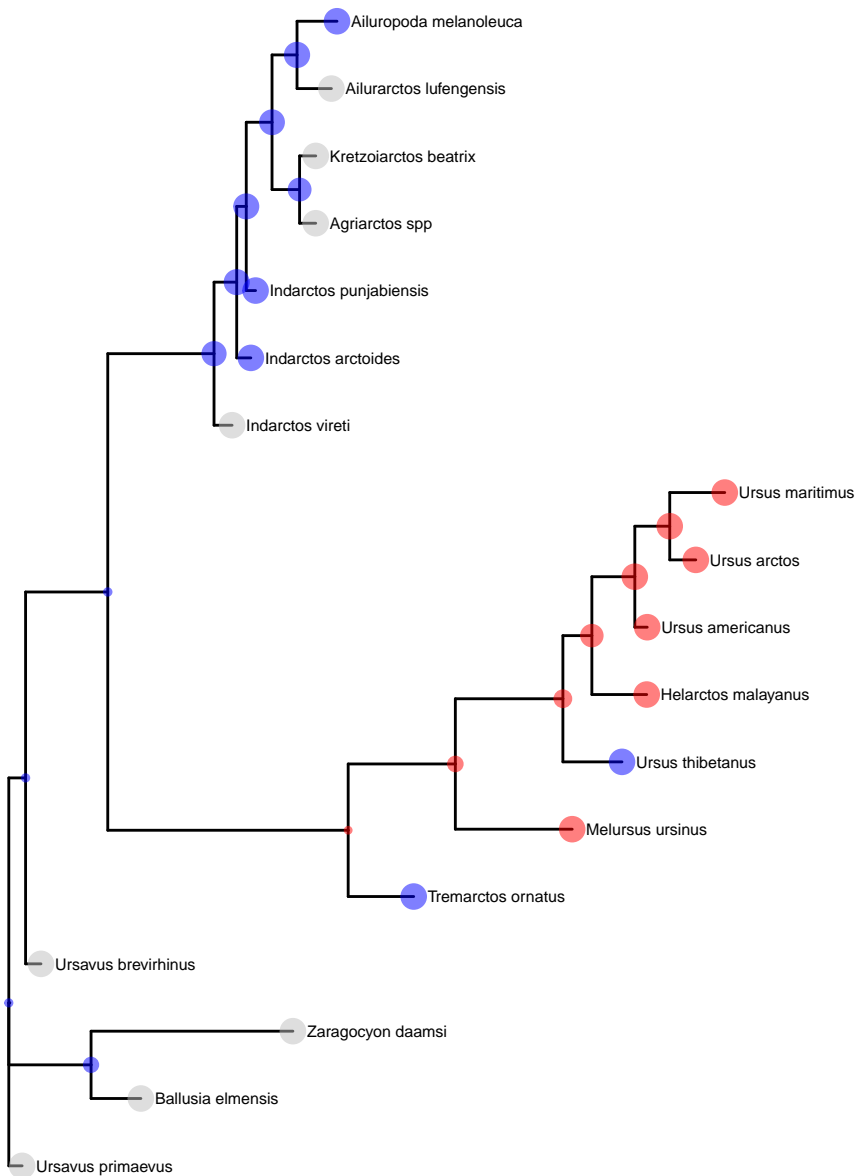 Ailuropoda melanoleuca
Ailurarctos lufengensis
Kretzoiarctos beatrix
Agriarctos spp
Indarctos punjabiensis
Indarctos arctoides
Indarctos vireti
Ursus maritimus
Ursus arctos
Ursus americanus
Helarctos malayanus
Ursus thibetanus
Melursus ursinus
Tremarctos ornatus
Ursavus brevirhinus
Zaragocyon daamsi
Ballusia elmensis
Ursavus primaevus